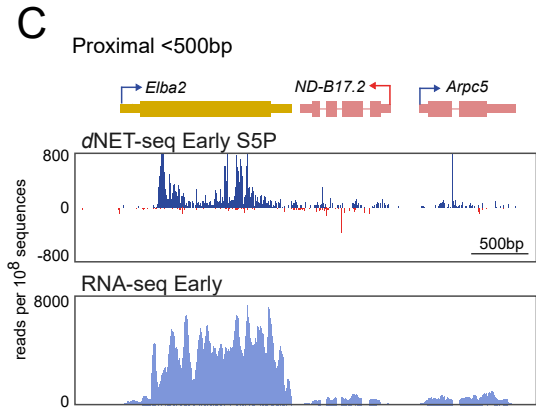 C
Proximal <500bp
Elba2
ND-B17.2
Arpc5
dNET-seq Early S5P
800
0
-800
500bp
RNA-seq Early
8000
0
reads per 10⁸ sequences